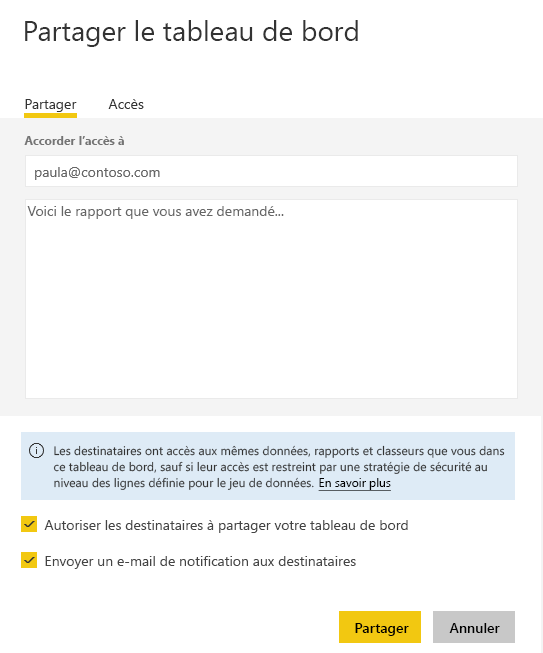 Partager le tableau de bord
Partager Accès
Accorder l’accès à
paula@contoso.com
Voici le rapport que vous avez demandé...
Les destinataires ont accès aux mêmes données, rapports et classeurs que vous dans
ce tableau de bord, sauf si leur accès est restreint par une stratégie de sécurité au
niveau des lignes définie pour le jeu de données. En savoir plus
Autoriser les destinataires à partager votre tableau de bord
Envoyer un e-mail de notification aux destinataires
Partager Annuler